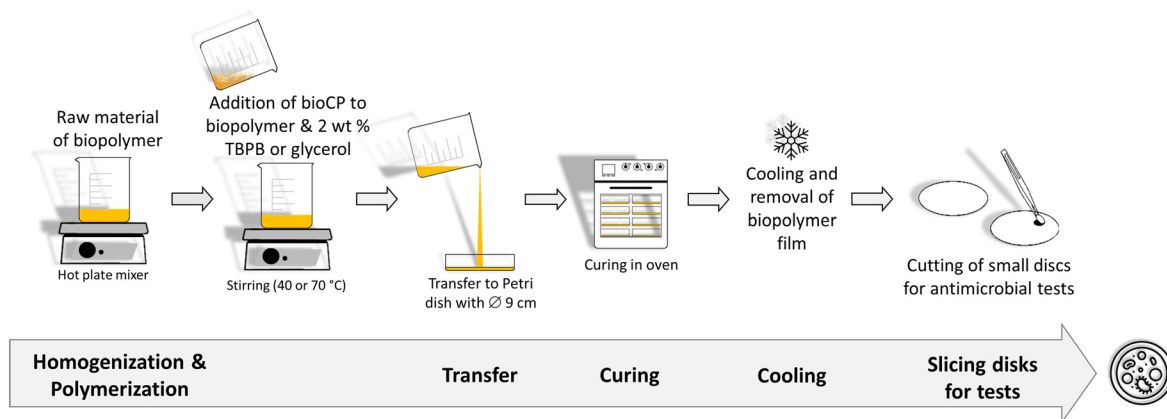 Raw material
of biopolymer
Hot plate mixer
Addition of bioCP to
biopolymer & 2 wt %
TBPB or glycerol
Stirring (40 or 70 °C)
Transfer to Petri
dish with ∅ 9 cm
Curing in oven
Cooling and
removal of
biopolymer
film
Cutting of small discs
for antimicrobial tests
Homogenization &
Polymerization
Transfer
Curing
Cooling
Slicing disks
for tests